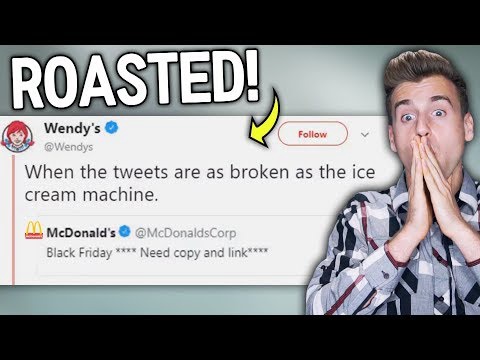 ROASTED!
Wendy's
@Wendys
Follow
When the tweets are as broken as the ice
cream machine.
McDonald's @McDonaldsCorp
Black Friday **** Need copy and link****